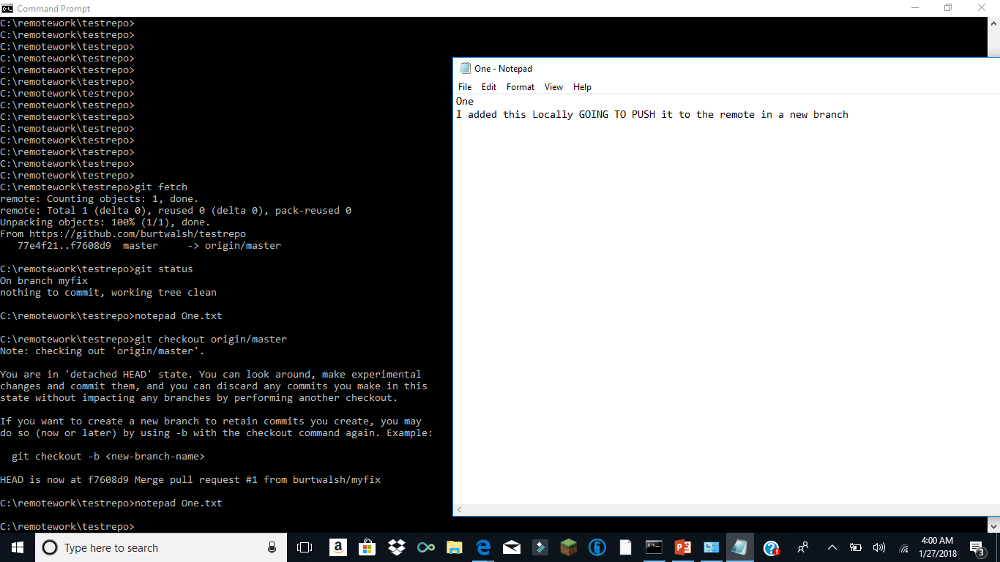 Command Prompt
C:\remotework\testrepo>
C:\remotework\testrepo>
C:\remotework\testrepo>
C:\remotework\testrepo>
C:\remotework\testrepo>
C:\remotework\testrepo>
C:\remotework\testrepo>
C:\remotework\testrepo>
C:\remotework\testrepo>
C:\remotework\testrepo>
C:\remotework\testrepo>
C:\remotework\testrepo>
C:\remotework\testrepo>
C:\remotework\testrepo>
C:\remotework\testrepo>git fetch
remote: Counting objects: 1, done.
remote: Total 1 (delta 0), reused 0 (delta 0), pack-reused 0
Unpacking objects: 100% (1/1), done.
From https://github.com/burtwalsh/testrepo
   77e4f21..f7608d9  master     -> origin/master
C:\remotework\testrepo>git status
On branch myfix
nothing to commit, working tree clean
C:\remotework\testrepo>notepad One.txt
C:\remotework\testrepo>git checkout origin/master
Note: checking out 'origin/master'.
You are in 'detached HEAD' state. You can look around, make experimental
changes and commit them, and you can discard any commits you make in this
state without impacting any branches by performing another checkout.
If you want to create a new branch to retain commits you create, you may
do so (now or later) by using -b with the checkout command again. Example:
  git checkout -b <new-branch-name>
HEAD is now at f7608d9 Merge pull request #1 from burtwalsh/myfix
C:\remotework\testrepo>notepad One.txt
C:\remotework\testrepo>
One - Notepad
File Edit Format View Help
One
I added this Locally GOING TO PUSH it to the remote in a new branch
Type here to search
4:00 AM
1/27/2018
3